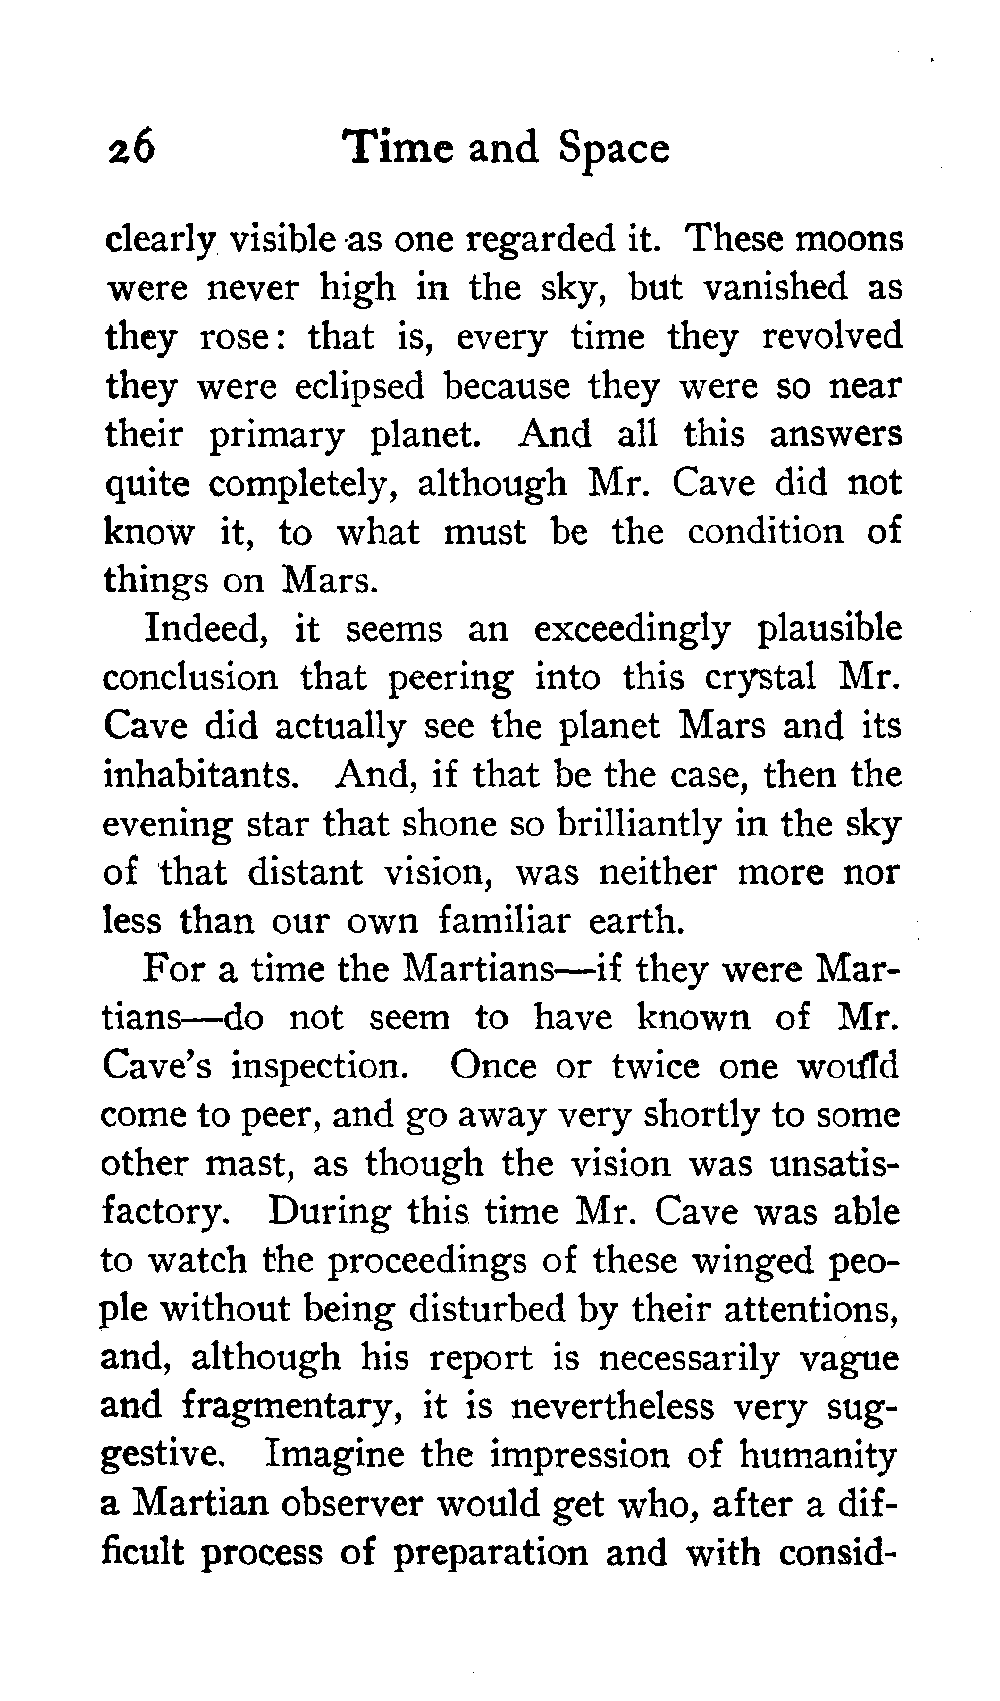 26 Time and Space
clearly visible as one regarded it. These moons
were never high in the sky, but vanished as
they rose: that is, every time they revolved
they were eclipsed because they were so near
their primary planet. And all this answers
quite completely, although Mr. Cave did not
know it, to what must be the condition of
things on Mars.
Indeed, it seems an exceedingly plausible
conclusion that peering into this crystal Mr.
Cave did actually see the planet Mars and its
inhabitants. And, if that be the case, then the
evening star that shone so brilliantly in the sky
of that distant vision, was neither more nor
less than our own familiar earth.
For a time the Martians—if they were Mar-
tians—do not seem to have known of Mr.
Cave's inspection. Once or twice one would
come to peer, and go away very shortly to some
other mast, as though the vision was unsatis-
factory. During this time Mr. Cave was able
to watch the proceedings of these winged peo-
ple without being disturbed by their attentions,
and, although his report is necessarily vague
and fragmentary, it is nevertheless very sug-
gestive. Imagine the impression of humanity
a Martian observer would get who, after a dif-
ficult process of preparation and with consid-